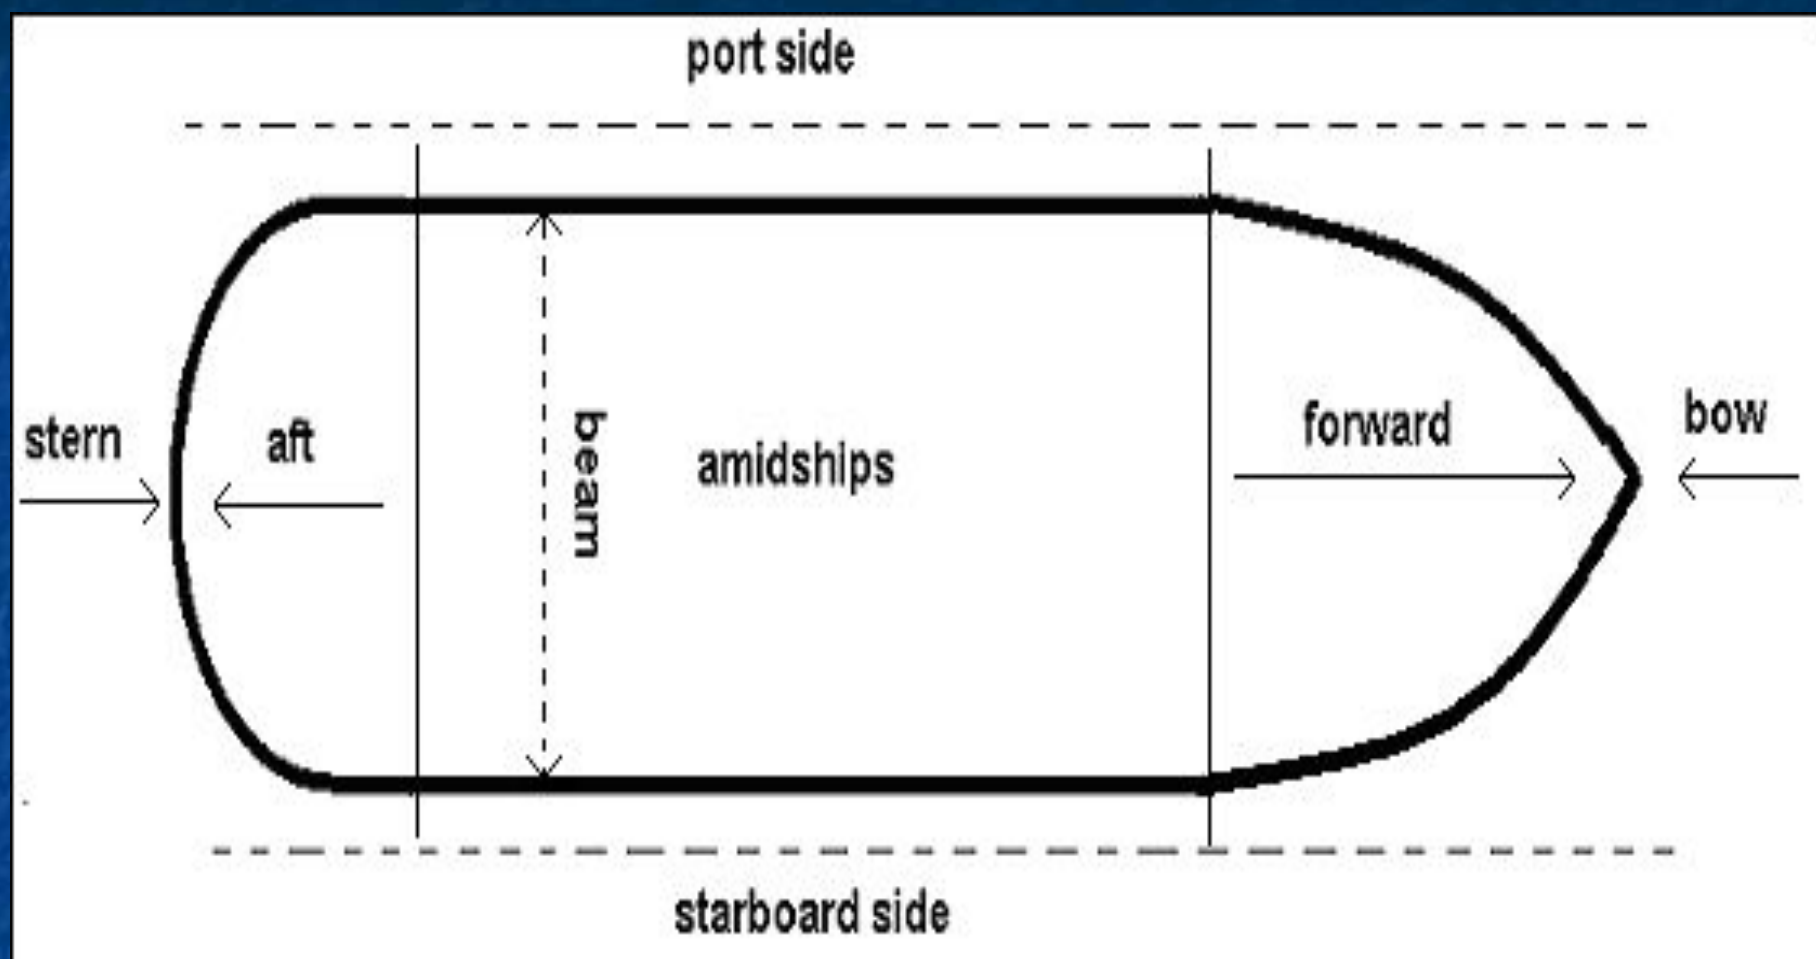 port side
stern
aft
beam
amidships
forward
bow
starboard side